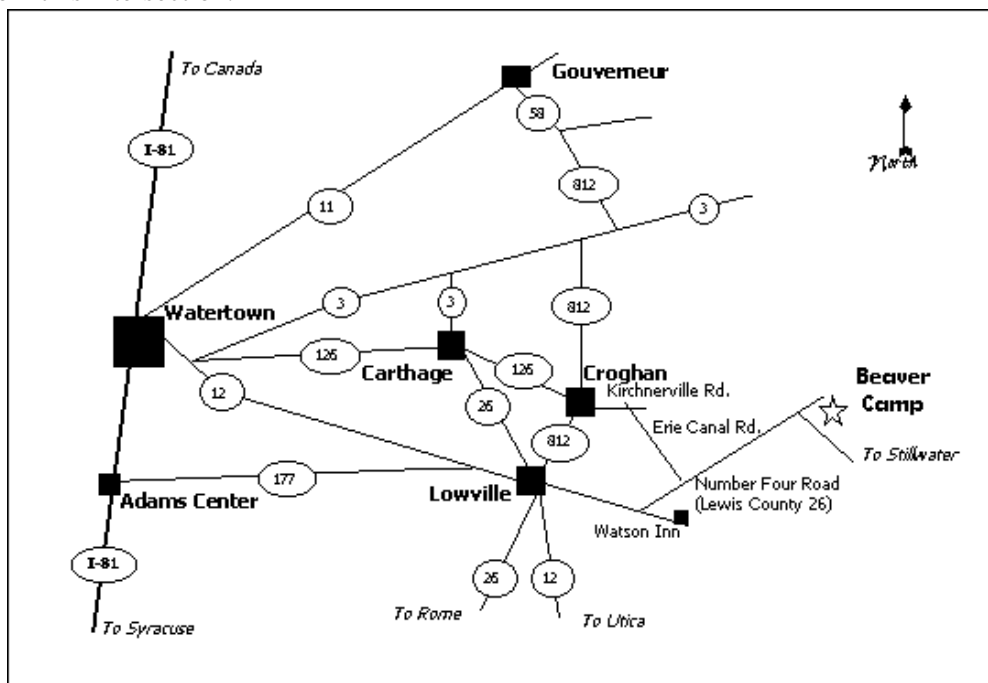 To Canada
Gouverneur
58
I-81
North
812
11
3
3
3
812
Watertown
126
Carthage
126
Croghan
Kirchnerville Rd.
Beaver
Camp
12
26
Erie Canal Rd.
812
To Stillwater
177
Adams Center
Lowville
Number Four Road
(Lewis County 26)
Watson Inn
I-81
26
12
To Rome
To Utica
To Syracuse